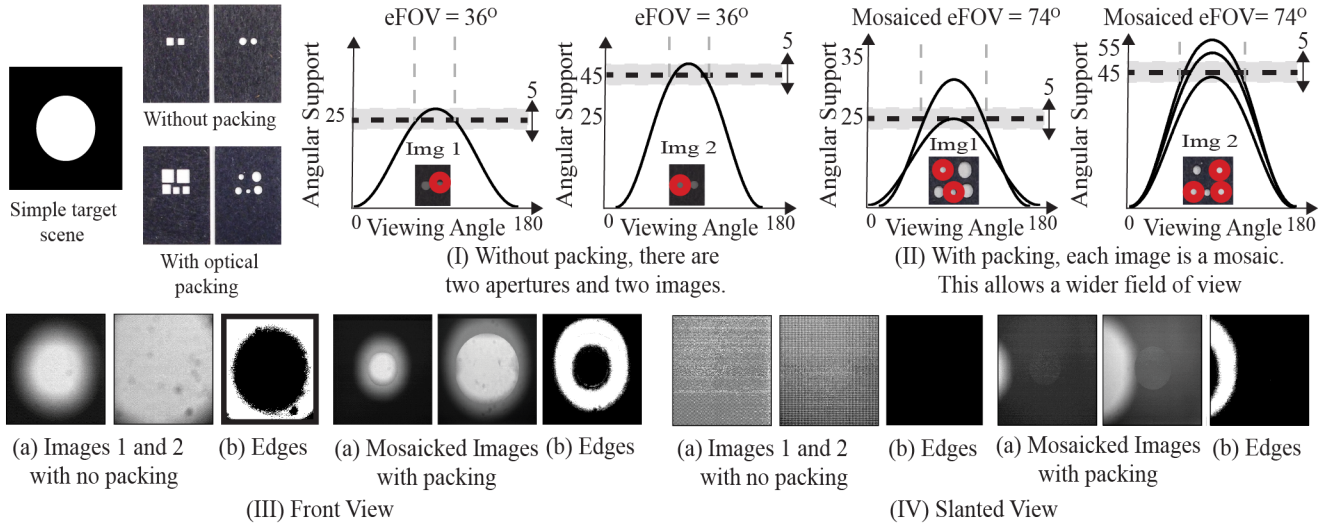 Simple target
scene
Without packing
With optical
packing
eFOV = 36⁰
Angular Support
25
5
Img 1
0
Viewing Angle
180
eFOV = 36⁰
Angular Support
45
25
5
Img 2
0
Viewing Angle
180
(I) Without packing, there are
two apertures and two images.
Mosaiced eFOV = 74⁰
Angular Support
35
25
5
Img1
0
Viewing Angle
180
Mosaiced eFOV= 74⁰
Angular Support
55
45
5
Img 2
0
Viewing Angle
180
(II) With packing, each image is a mosaic.
This allows a wider field of view
(a) Images 1 and 2
with no packing
(b) Edges
(a) Mosaicked Images
with packing
(b) Edges
(III) Front View
(a) Images 1 and 2
with no packing
(b) Edges
(a) Mosaicked Images
with packing
(b) Edges
(IV) Slanted View